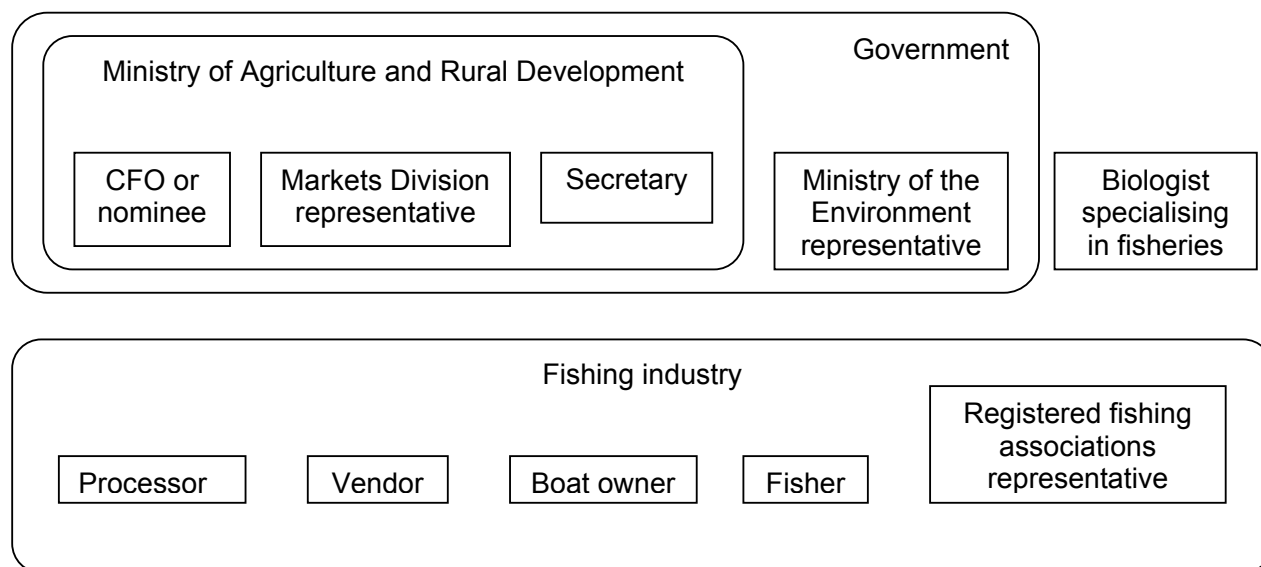 Government
Ministry of Agriculture and Rural Development
CFO or
nominee
Markets Division
representative
Secretary
Ministry of the
Environment
representative
Biologist
specialising
in fisheries
Fishing industry
Processor
Vendor
Boat owner
Fisher
Registered fishing
associations
representative